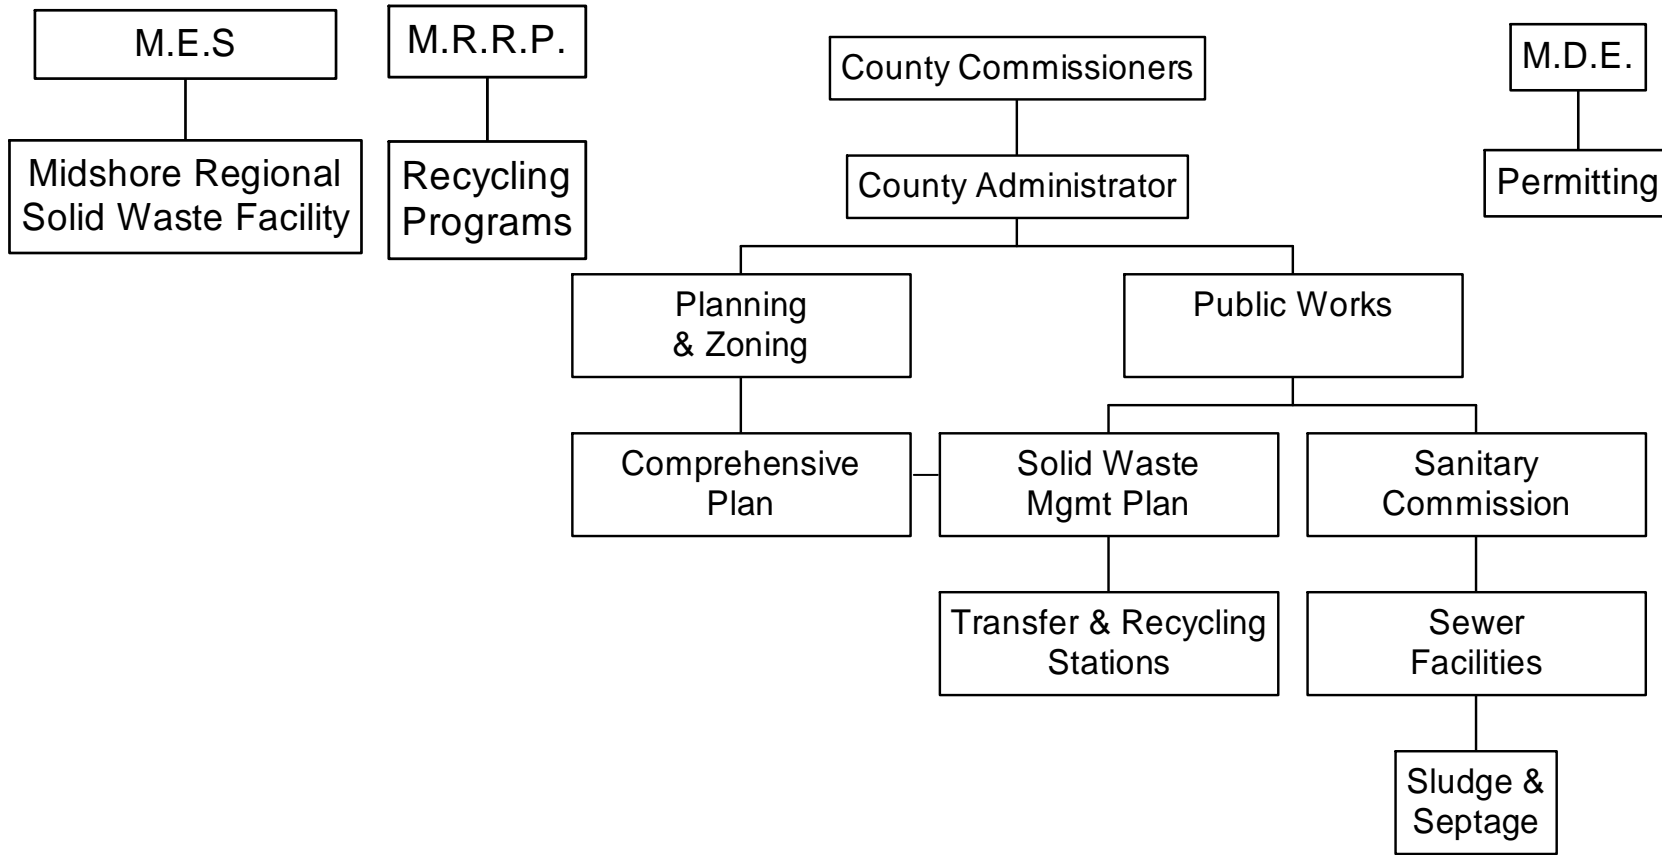 M.E.S
M.R.R.P.
County Commissioners
M.D.E.
Midshore Regional
Solid Waste Facility
Recycling
Programs
County Administrator
Permitting
Planning
& Zoning
Public Works
Comprehensive
Plan
Solid Waste
Mgmt Plan
Sanitary
Commission
Transfer & Recycling
Stations
Sewer
Facilities
Sludge &
Septage